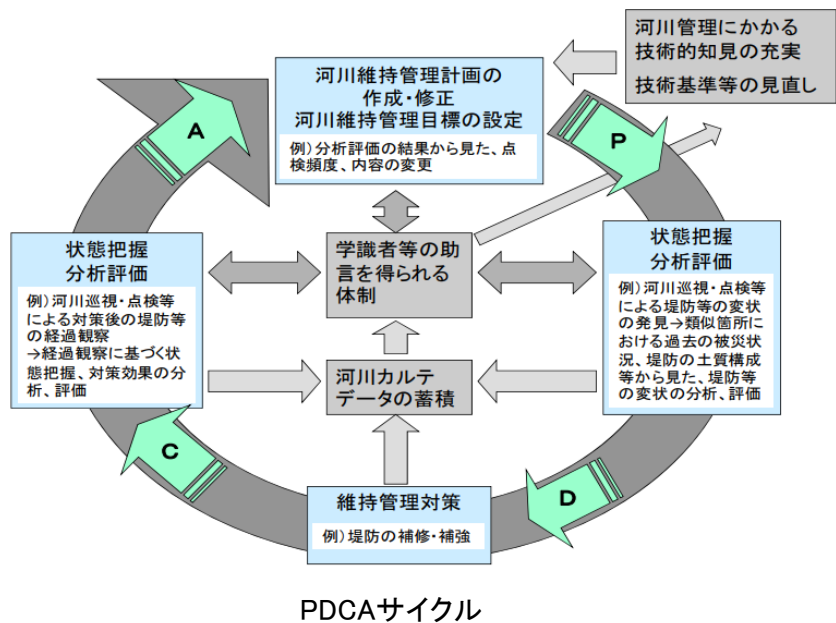 河川管理にかかる
技術的知見の充実
技術基準等の見直し
河川維持管理計画の
作成・修正
河川維持管理目標の設定
例）分析評価の結果から見た、点
検頻度、内容の変更
A
P
学識者等の助
言を得られる
体制
状態把握
分析評価
例）河川巡視・点検等
による対策後の堤防等
の経過観察
→経過観察に基づく状
態把握、対策効果の分
析、評価
状態把握
分析評価
例）河川巡視・点検等
による堤防等の変状
の発見→類似箇所に
おける過去の被災状
況、堤防の土質構成
等から見た、堤防等
の変状の分析、評価
河川カルテ
データの蓄積
C
D
維持管理対策
例）堤防の補修・補強
PDCAサイクル